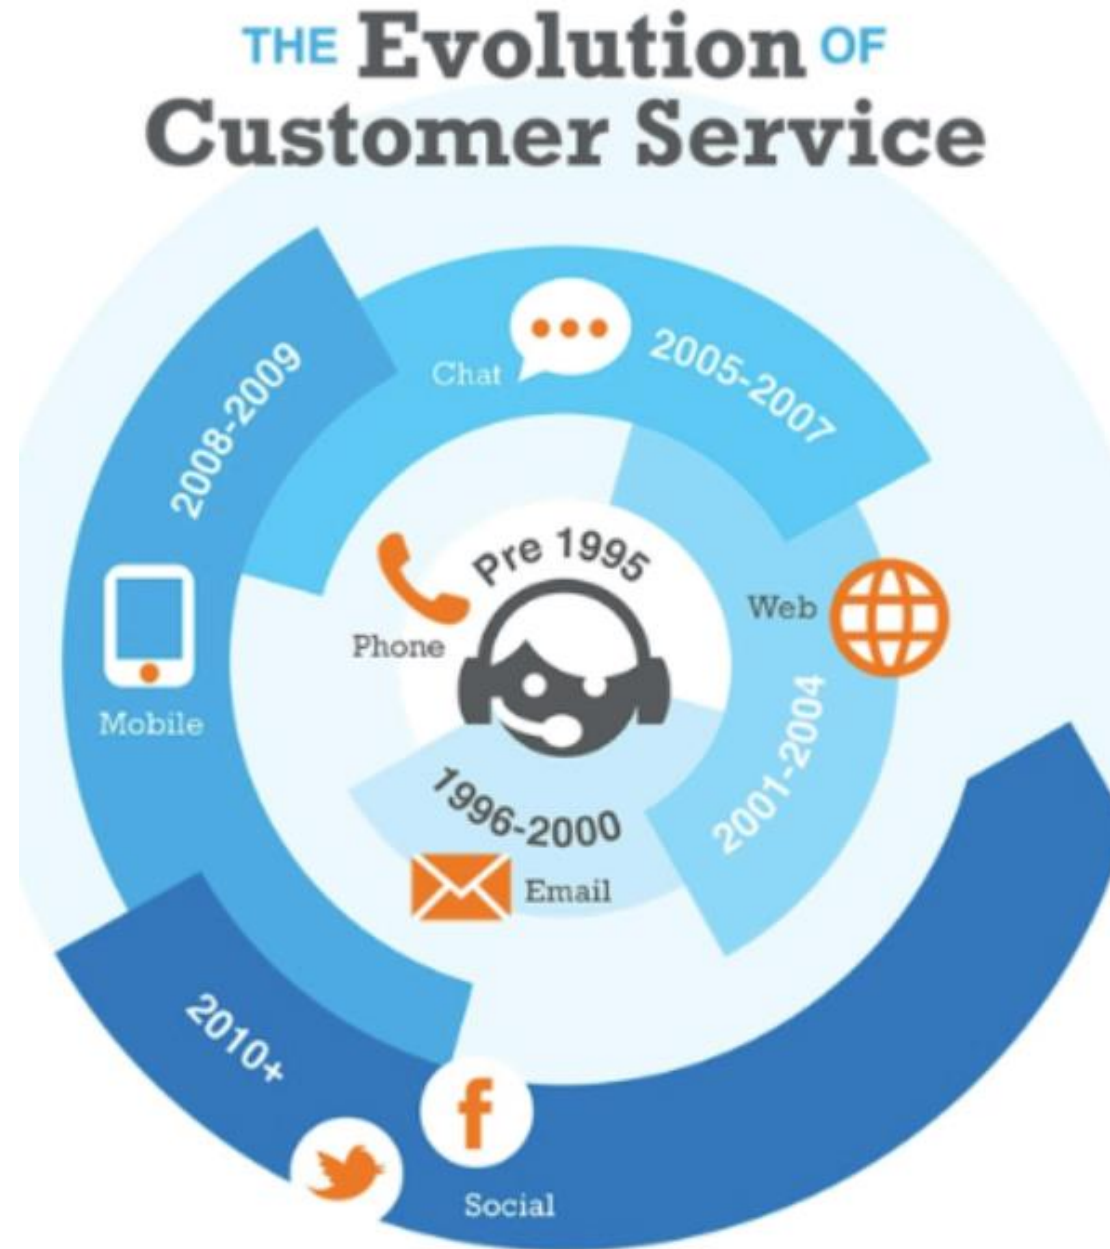 THE Evolution OF
Customer Service
Pre 1995
Phone
1996-2000
Email
2001-2004
Web
2005-2007
Chat
2008-2009
Mobile
2010+
f
Social